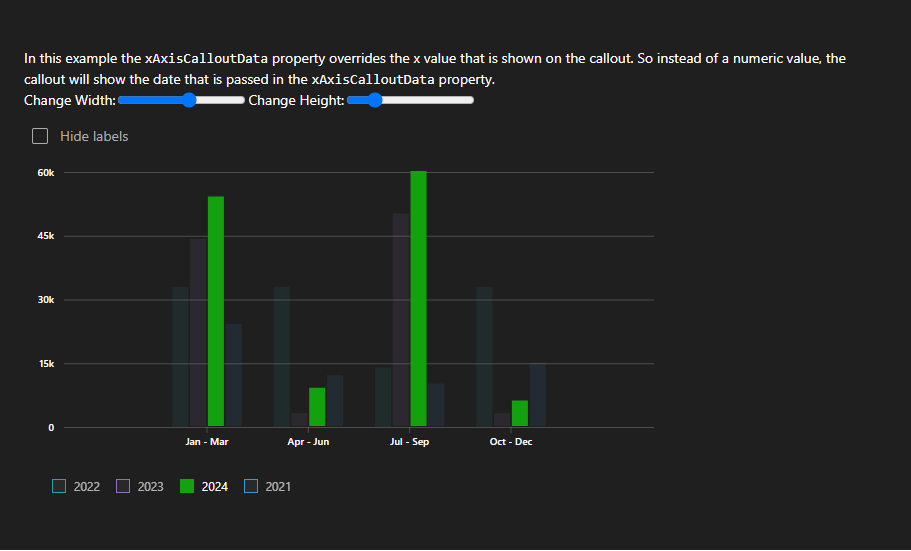 In this example the xAxisCalloutData property overrides the x value that is shown on the callout. So instead of a numeric value, the
callout will show the date that is passed in the xAxisCalloutData property.
Change Width: Change Height:
Hide labels
60k
45k
30k
15k
0
Jan - Mar Apr - Jun Jul - Sep Oct - Dec
2022 2023 2024 2021